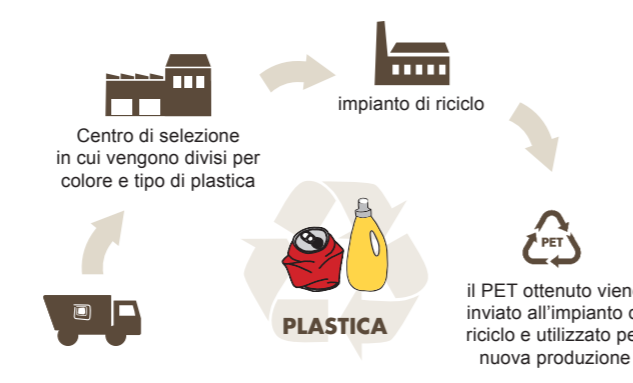 impianto di riciclo
Centro di selezione
in cui vengono divisi per
colore e tipo di plastica
PET
PLASTICA
il PET ottenuto viene
inviato all'impianto
riciclo e utilizzato
nuova produzione